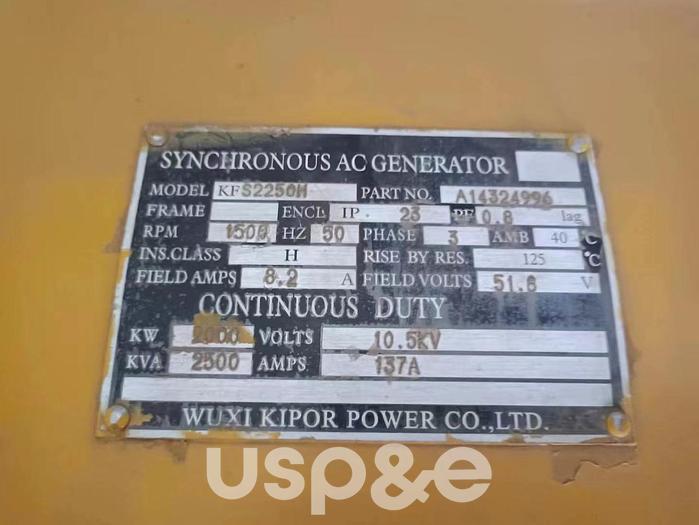 SYNCHRONOUS AC GENERATOR
MODEL KFS2250M PART NO. A14324996
FRAME ENCL IP 23 PF 0.8 lag
RPM 1500 HZ 50 PHASE 3 AMB 40 °C
INS.CLASS H RISE BY RES. 125 °C
FIELD AMPS 8.2 A FIELD VOLTS 51.6 V
CONTINUOUS DUTY
KW 2000 VOLTS 10.5kV
KVA 2500 AMPS 137A
WUXI KIPOR POWER CO.,LTD.
usp&e